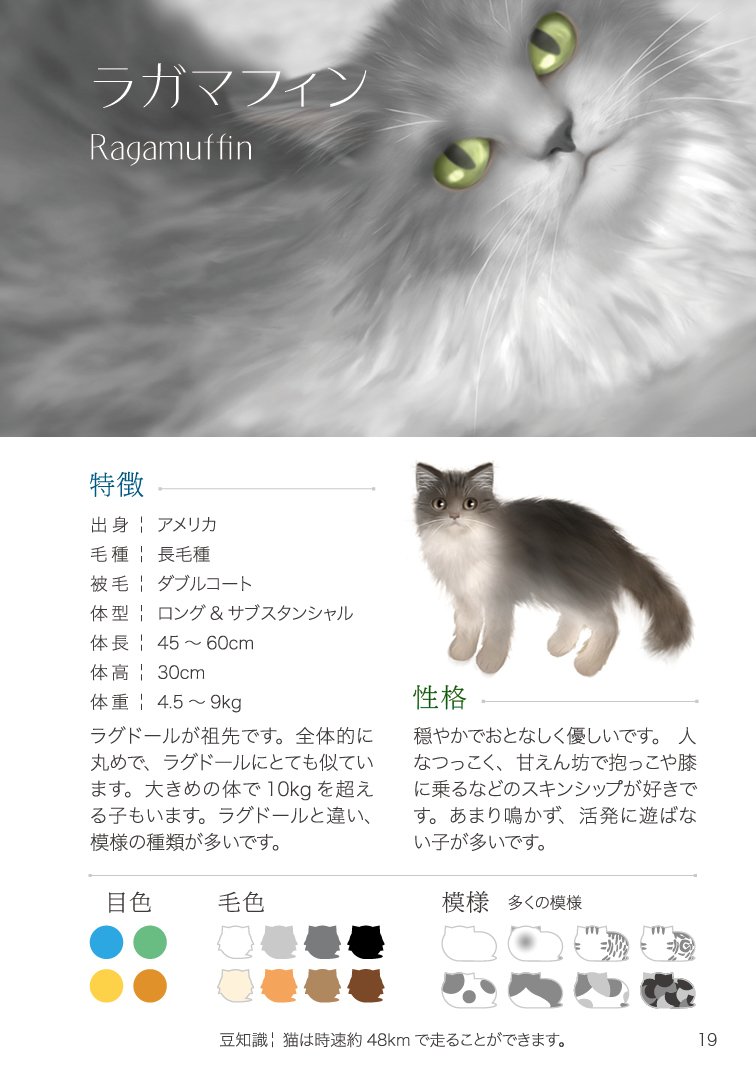 ラガマフィン
Ragamuffin
特徴
出身¦ アメリカ
毛種¦ 長毛種
被毛¦ ダブルコート
体型¦ ロング & サブスタンシャル
体長¦ 45 〜 60cm
体高¦ 30cm
体重¦ 4.5 〜 9kg
ラグドールが祖先です。全体的に
丸めで、ラグドールにとても似てい
ます。大きめの体で 10kg を超え
る子もいます。ラグドールと違い、
模様の種類が多いです。
性格
穏やかでおとなしく優しいです。 人
なつっこく、甘えん坊で抱っこや膝
に乗るなどのスキンシップが好きで
す。あまり鳴かず、活発に遊ばな
い子が多いです。
目色
毛色
模様 多くの模様
豆知識¦ 猫は時速約 48km で走ることができます。
19